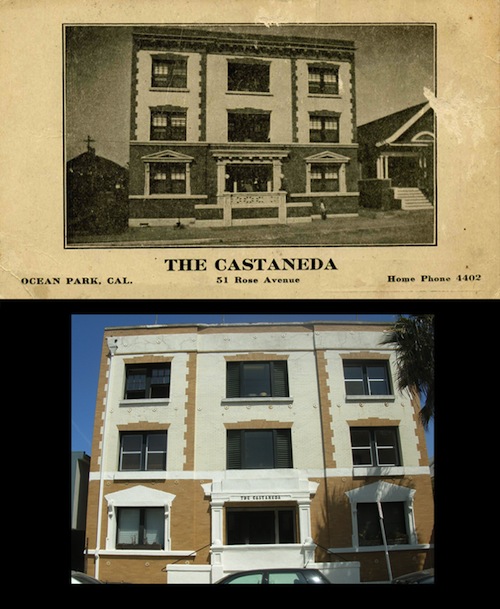 THE CASTANEDA
OCEAN PARK, CAL.
51 Rose Avenue
Home Phone 4402
THE CASTANEDA